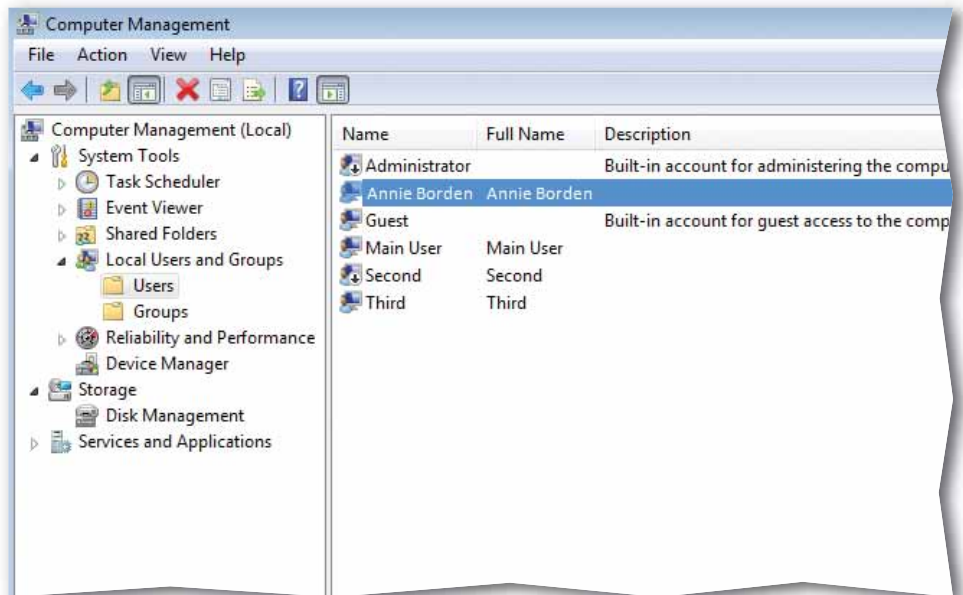 Computer Management
File Action View Help
Computer Management (Local)
System Tools
Task Scheduler
Event Viewer
Shared Folders
Local Users and Groups
Users
Groups
Reliability and Performance
Device Manager
Storage
Disk Management
Services and Applications
Name Full Name Description
Administrator Built-in account for administering the compu
Annie Borden Annie Borden
Guest Built-in account for guest access to the comp
Main User Main User
Second Second
Third Third